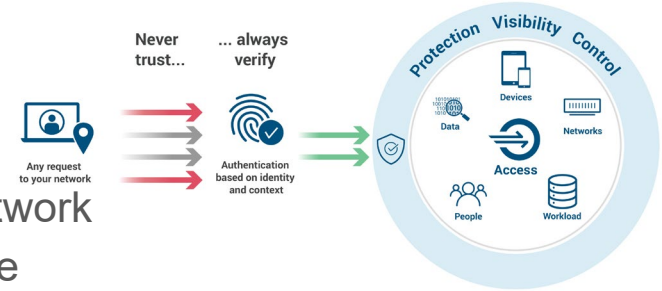 Never
trust...
... always
verify
Any request
to your network
Authentication
based on identity
and context
Protection Visibility Control
Devices
Data
Networks
Access
People
Workload